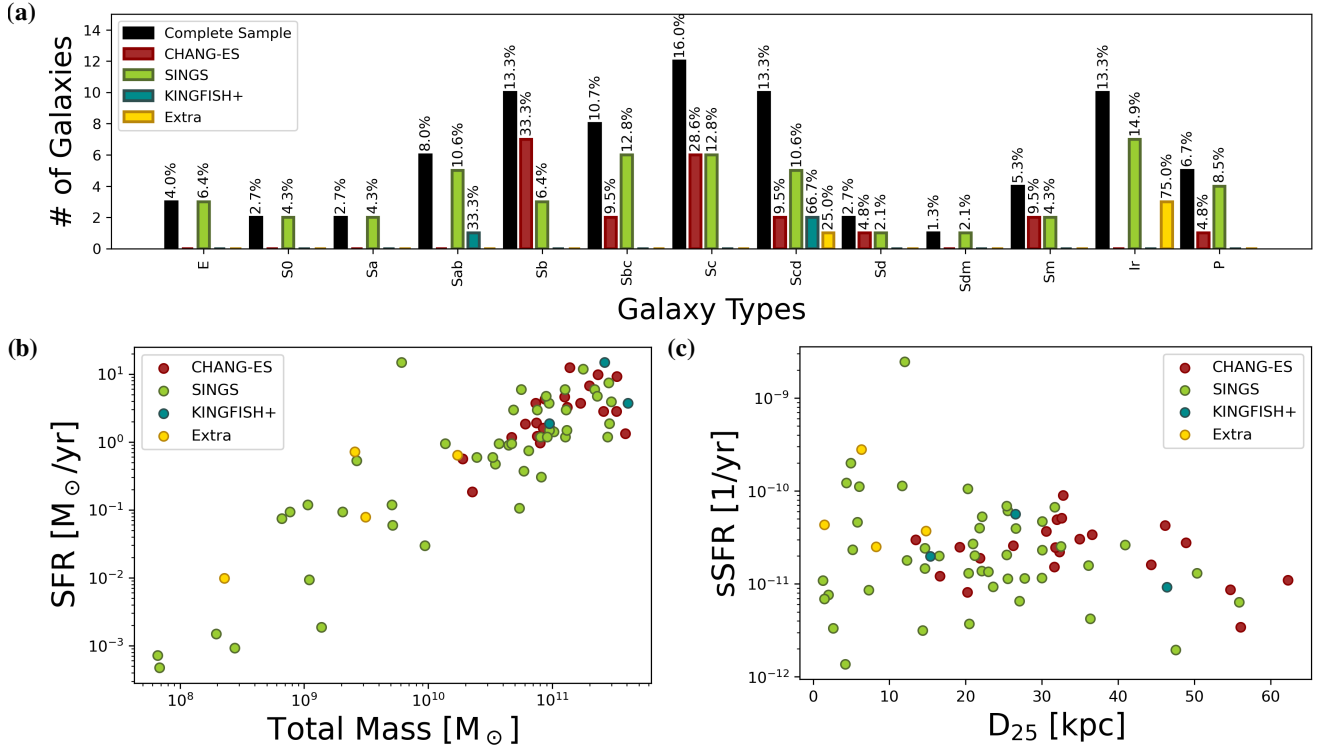 (a)
# of Galaxies
14
12
10
8
6
4
2
0
Complete Sample
CHANG-ES
SINGS
KINGFISH+
Extra
4.0%
6.4%
2.7%
4.3%
2.7%
4.3%
8.0%
10.6%
33.3%
13.3%
33.3%
6.4%
10.7%
9.5%
12.8%
16.0%
28.6%
12.8%
13.3%
9.5%
10.6%
66.7%
25.0%
2.7%
4.8%
2.1%
1.3%
2.1%
5.3%
9.5%
4.3%
13.3%
14.9%
75.0%
6.7%
4.8%
8.5%
E
S0
Sa
Sab
Sb
Sbc
Sc
Scd
Sd
Sdm
Sm
Ir
P
Galaxy Types
(b)
SFR [M⊙/yr]
10¹
10⁰
10⁻¹
10⁻²
10⁻³
CHANG-ES
SINGS
KINGFISH+
Extra
10⁸
10⁹
10¹⁰
10¹¹
Total Mass [M⊙]
(c)
sSFR [1/yr]
10⁻⁹
10⁻¹⁰
10⁻¹¹
10⁻¹²
CHANG-ES
SINGS
KINGFISH+
Extra
0
10
20
30
40
50
60
D₂₅ [kpc]